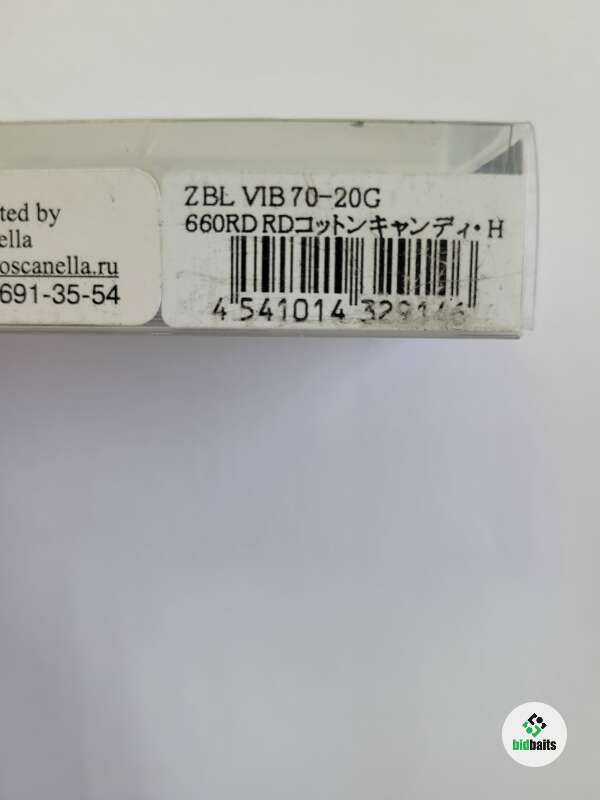 ted by
ella
oscanella.ru
691-35-54
ZBL VIB 70-20G
660RD RDコットンキャンディ・H
4 541014 329146
bidbaits